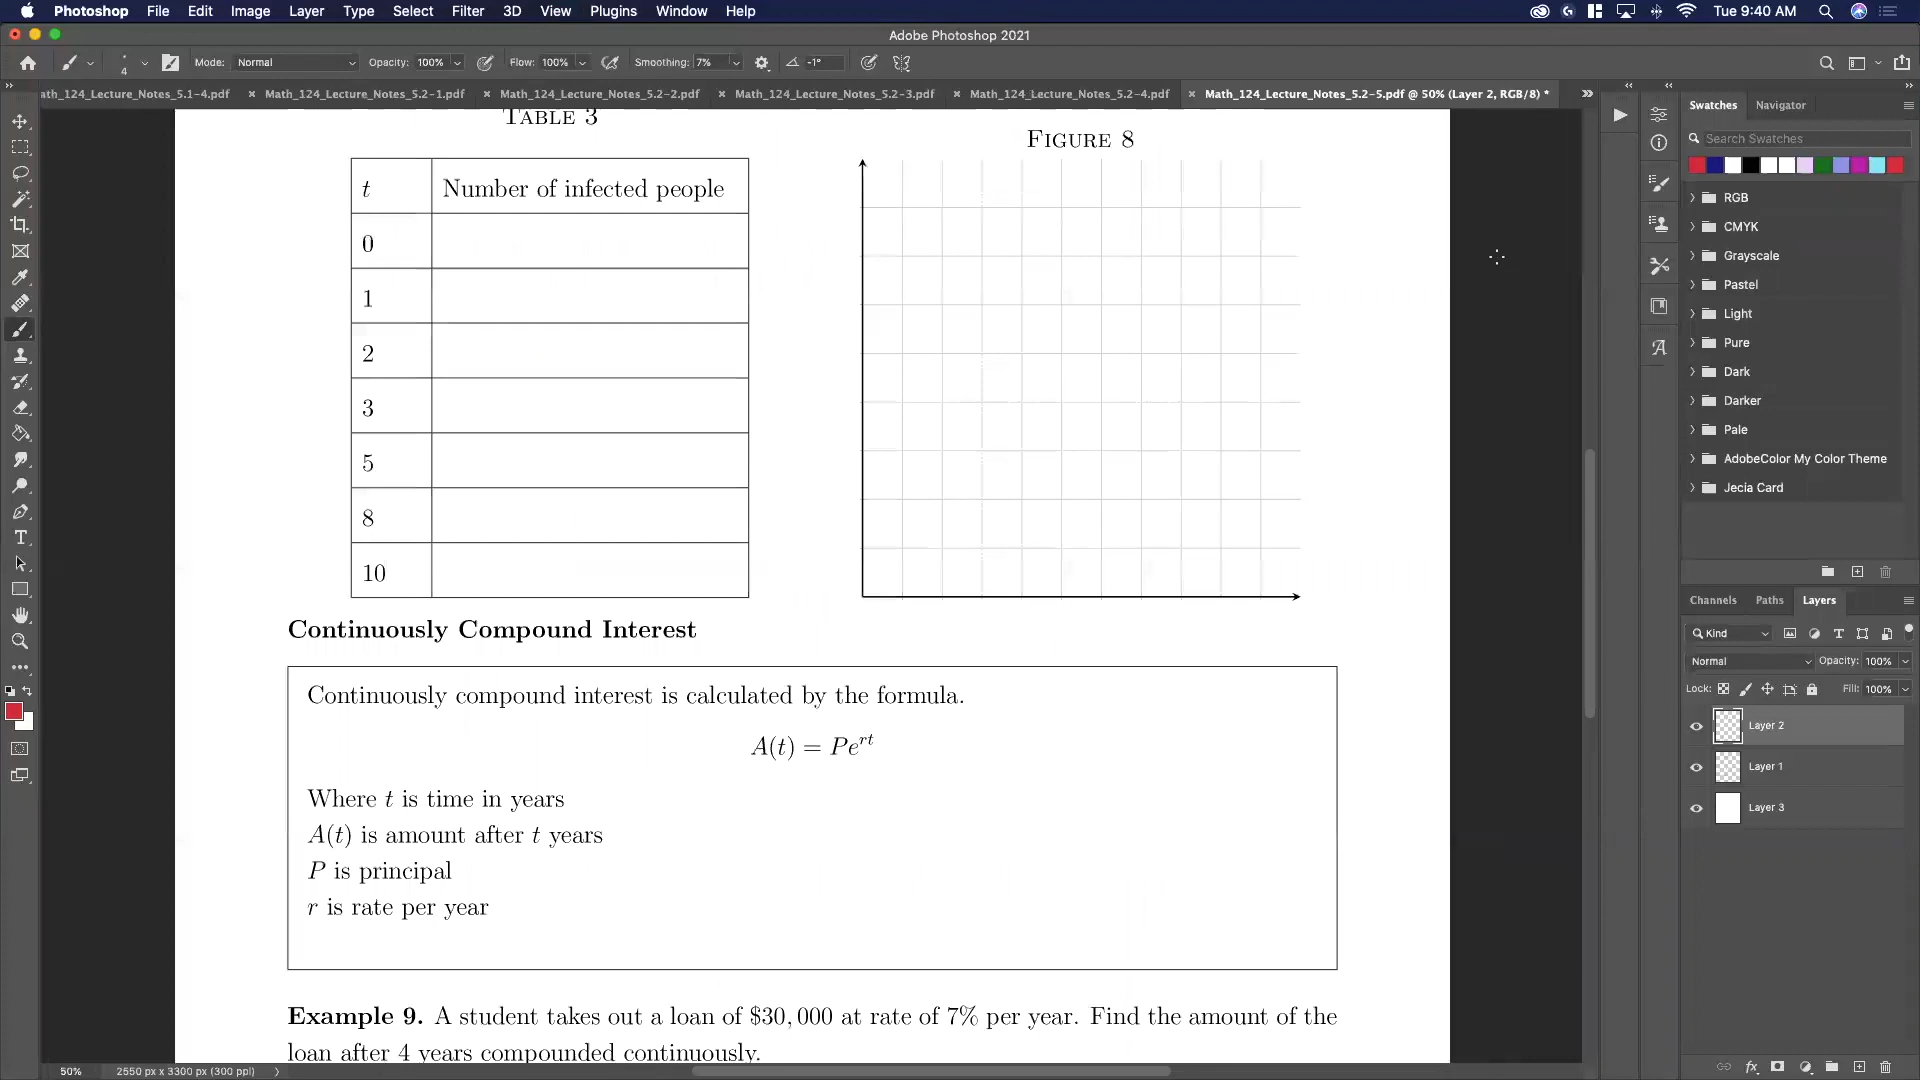 Photoshop File Edit Image Layer Type Select Filter 3D View Plugins Window Help Tue 9:40 AM
Adobe Photoshop 2021
4 Mode: Normal Opacity: 100% Flow: 100% Smoothing: 7% -1°
ath_124_Lecture_Notes_5.1-4.pdf × Math_124_Lecture_Notes_5.2-1.pdf × Math_124_Lecture_Notes_5.2-2.pdf × Math_124_Lecture_Notes_5.2-3.pdf × Math_124_Lecture_Notes_5.2-4.pdf × Math_124_Lecture_Notes_5.2-5.pdf @ 50% (Layer 2, RGB/8) *
TABLE 3
t Number of infected people
0
1
2
3
5
8
10
FIGURE 8
Continuously Compound Interest
Continuously compound interest is calculated by the formula.
A(t) = Pe^{rt}
Where t is time in years
A(t) is amount after t years
P is principal
r is rate per year
Example 9. A student takes out a loan of $30,000 at rate of 7% per year. Find the amount of the
loan after 4 years compounded continuously.
50% 2550 px x 3300 px (300 ppi)
Swatches Navigator
Search Swatches
RGB
CMYK
Grayscale
Pastel
Light
Pure
Dark
Darker
Pale
AdobeColor My Color Theme
Jecia Card
Channels Paths Layers
Kind
Normal Opacity: 100%
Lock: Fill: 100%
Layer 2
Layer 1
Layer 3